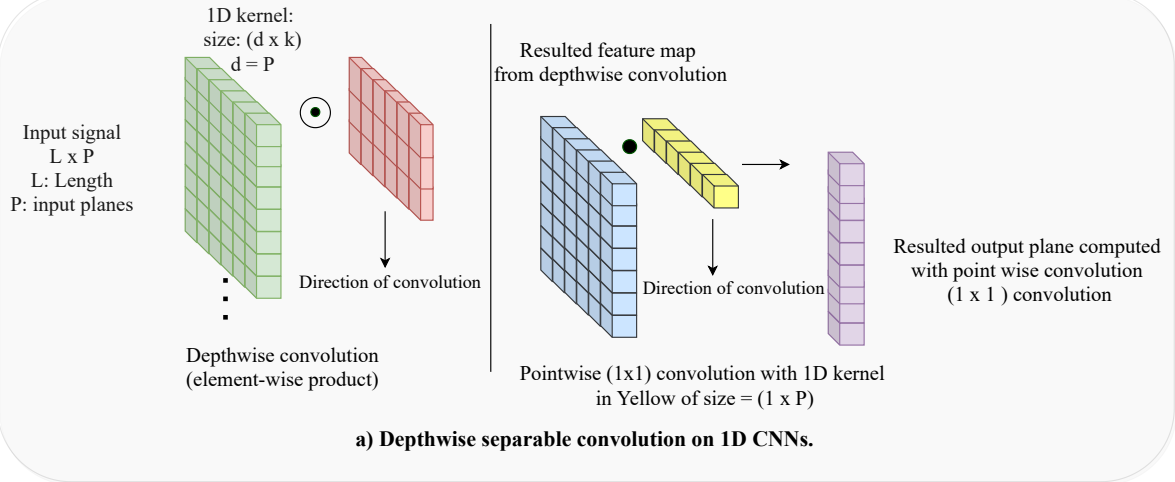 1D kernel:
size: (d x k)
d = P
Input signal
L x P
L: Length
P: input planes
Direction of convolution
Depthwise convolution
(element-wise product)
Resulted feature map
from depthwise convolution
Direction of convolution
Resulted output plane computed
with point wise convolution
(1 x 1 ) convolution
Pointwise (1x1) convolution with 1D kernel
in Yellow of size = (1 x P)
a) Depthwise separable convolution on 1D CNNs.